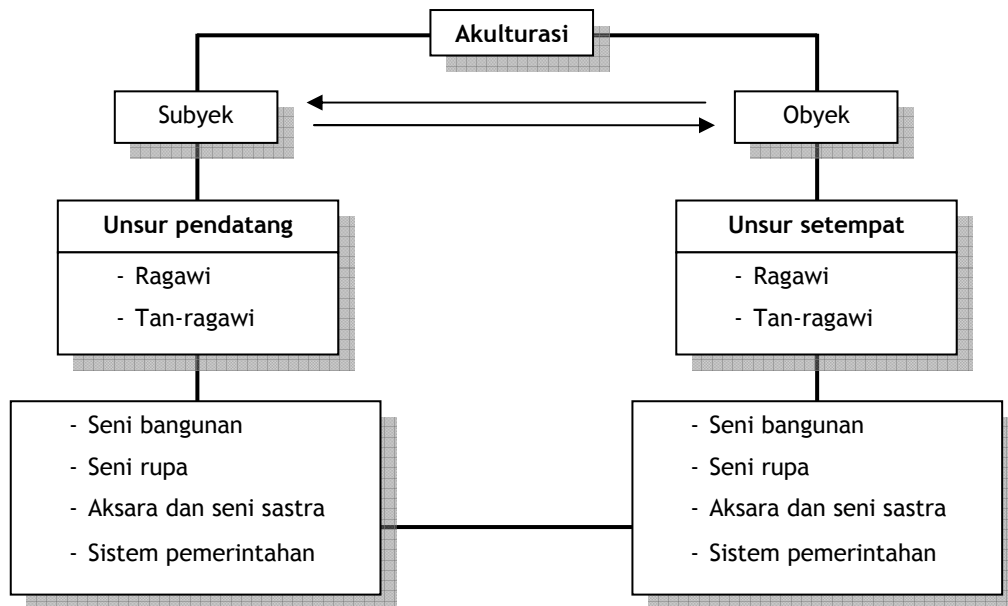 Akulturasi
Subyek
Obyek
Unsur pendatang
- Ragawi
- Tan-ragawi
Unsur setempat
- Ragawi
- Tan-ragawi
- Seni bangunan
- Seni rupa
- Aksara dan seni sastra
- Sistem pemerintahan
- Seni bangunan
- Seni rupa
- Aksara dan seni sastra
- Sistem pemerintahan